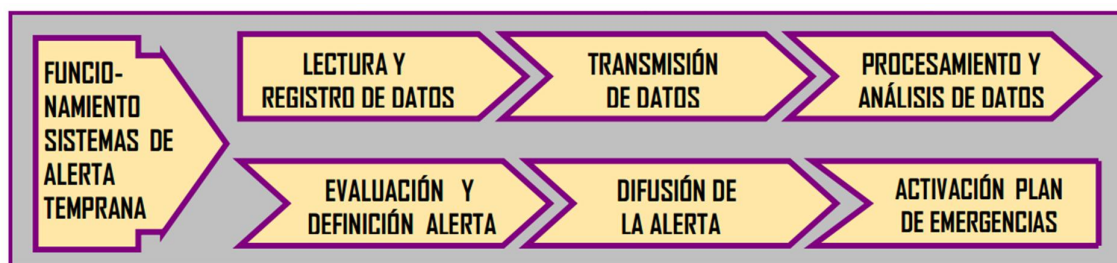 FUNCIO-
NAMIENTO
SISTEMAS DE
ALERTA
TEMPRANA
LECTURA Y
REGISTRO DE DATOS
TRANSMISIÓN
DE DATOS
PROCESAMIENTO Y
ANÁLISIS DE DATOS
EVALUACIÓN Y
DEFINICIÓN ALERTA
DIFUSIÓN DE
LA ALERTA
ACTIVACIÓN PLAN
DE EMERGENCIAS